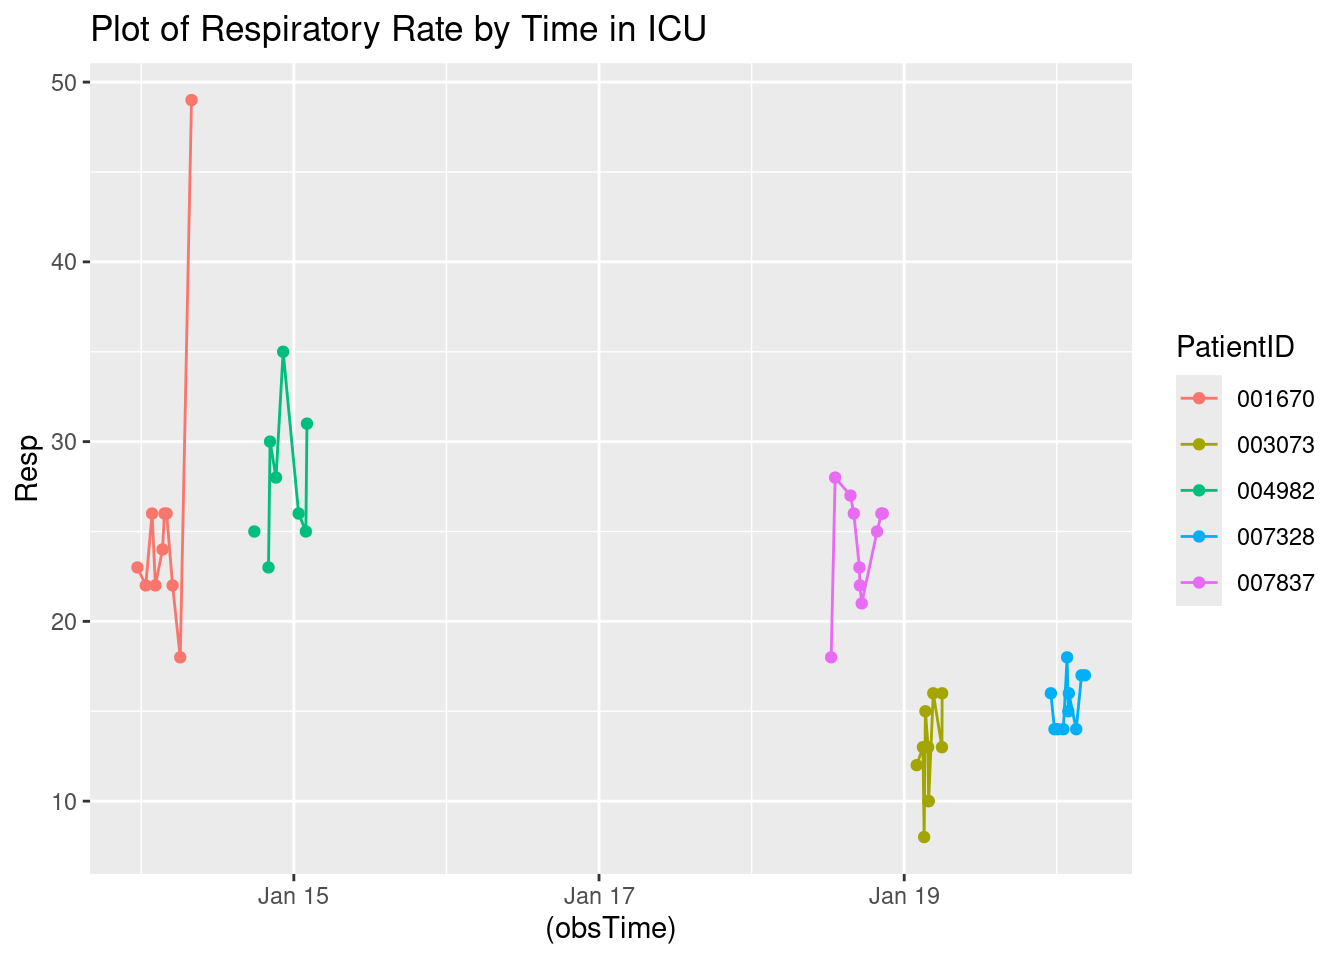 Plot of Respiratory Rate by Time in ICU
50
40
30
20
10
Resp
Jan 15
Jan 17
Jan 19
(obsTime)
PatientID
001670
003073
004982
007328
007837